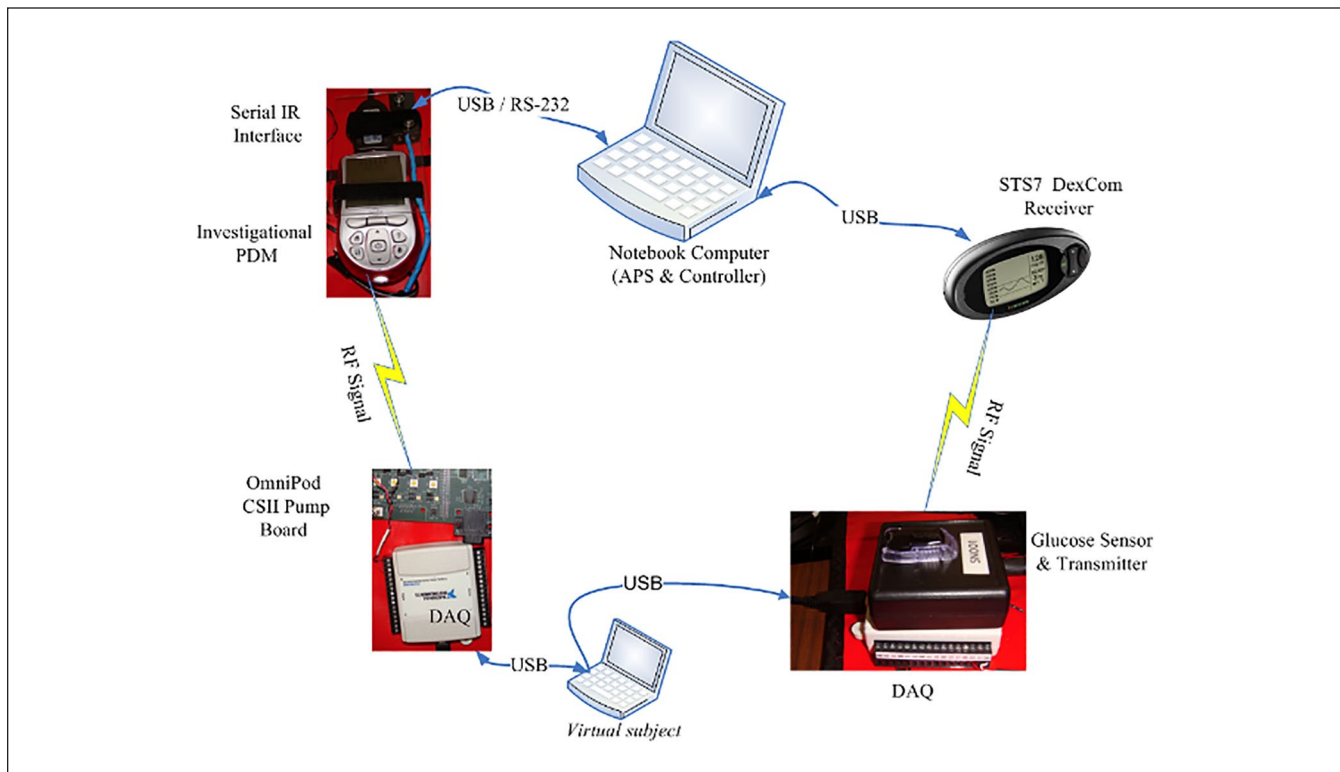 Serial IR
Interface
USB / RS-232
Investigational
PDM
Notebook Computer
(APS & Controller)
USB
STS7 DexCom
Receiver
RF Signal
RF Signal
OmniPod
CSII Pump
Board
DAQ
USB
USB
Virtual subject
SN001
Glucose Sensor
& Transmitter
DAQ